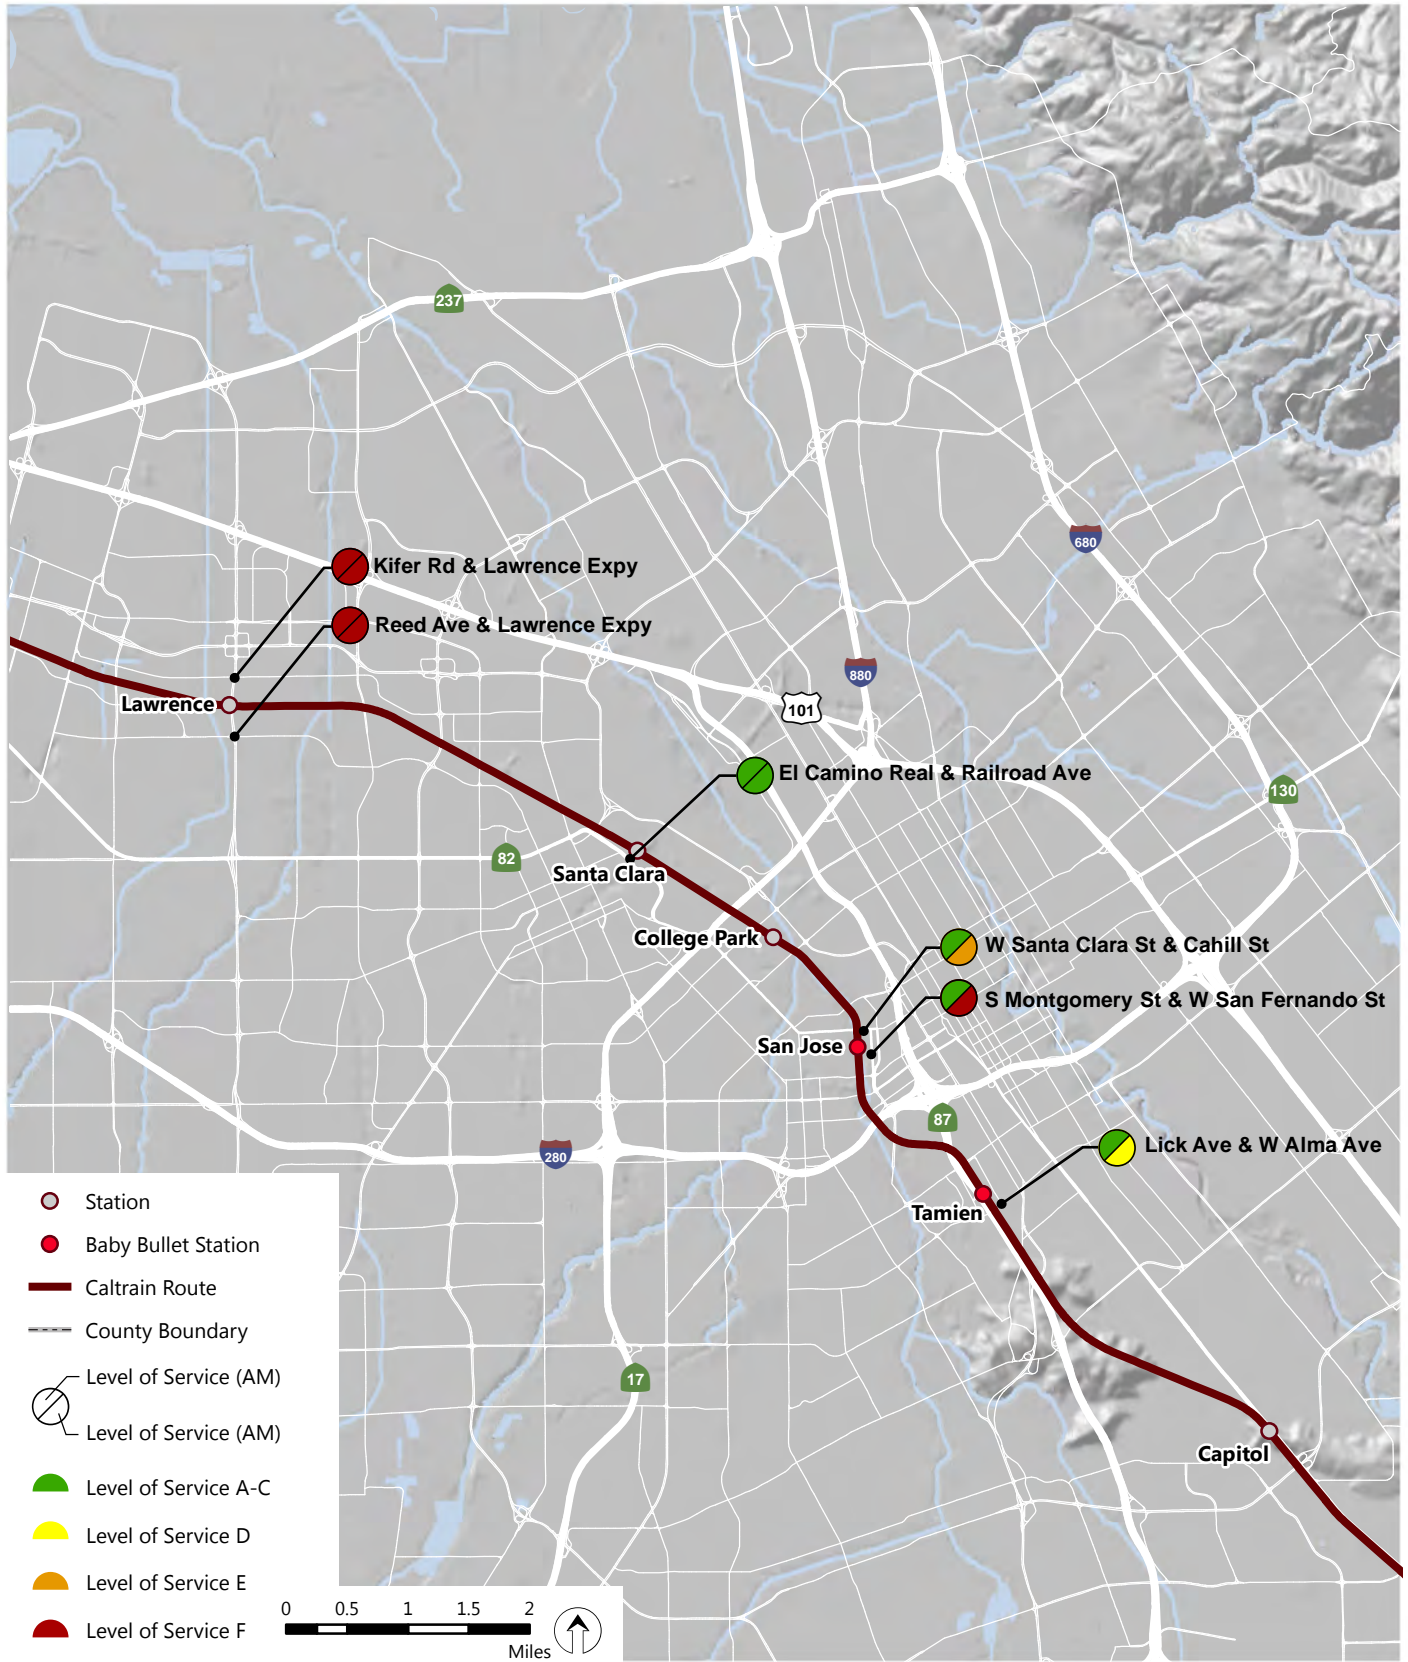 237
680
Kifer Rd & Lawrence Expy
Reed Ave & Lawrence Expy
880
Lawrence
101
El Camino Real & Railroad Ave
130
82
Santa Clara
College Park
W Santa Clara St & Cahill St
S Montgomery St & W San Fernando St
San Jose
87
Lick Ave & W Alma Ave
280
Tamien
17
Capitol
Station
Baby Bullet Station
Caltrain Route
County Boundary
Level of Service (AM)
Level of Service (AM)
Level of Service A-C
Level of Service D
Level of Service E
Level of Service F
0 0.5 1 1.5 2
Miles